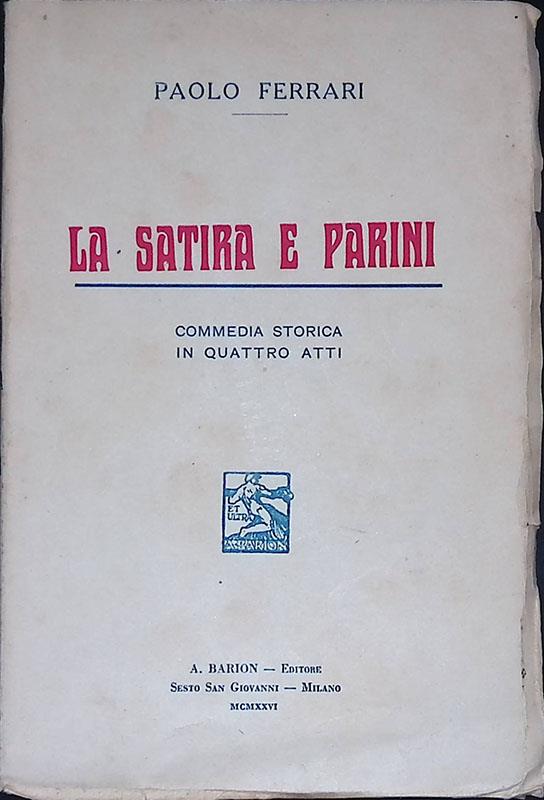 PAOLO FERRARI
LA SATIRA E PARINI
COMMEDIA STORICA
IN QUATTRO ATTI
ET
ULTRA
A·BARION
A. BARION — EDITORE
SESTO SAN GIOVANNI — MILANO
MCMXXVI